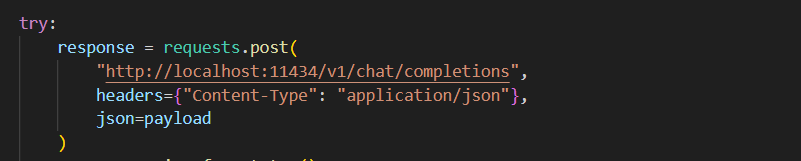 try:
response = requests.post(
"http://localhost:11434/v1/chat/completions",
headers={"Content-Type": "application/json"},
json=payload
)